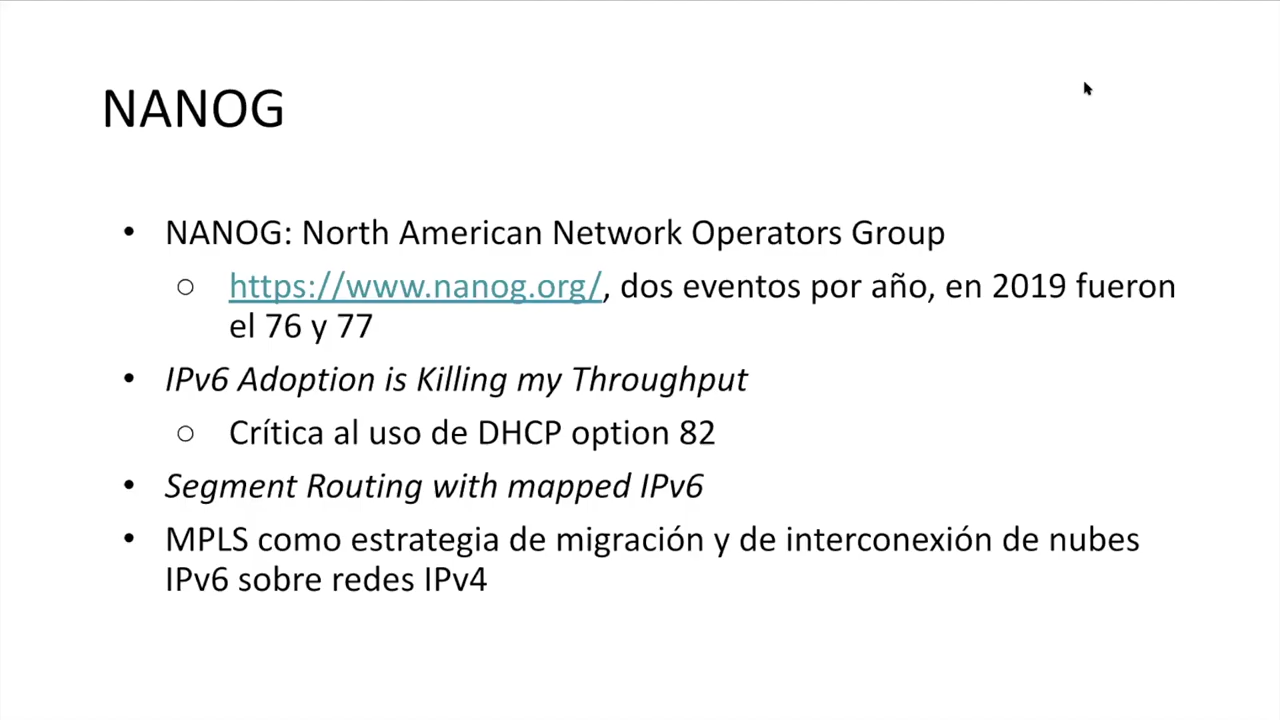 NANOG
• NANOG: North American Network Operators Group
○ https://www.nanog.org/, dos eventos por año, en 2019 fueron
el 76 y 77
• IPv6 Adoption is Killing my Throughput
○ Crítica al uso de DHCP option 82
• Segment Routing with mapped IPv6
• MPLS como estrategia de migración y de interconexión de nubes
IPv6 sobre redes IPv4